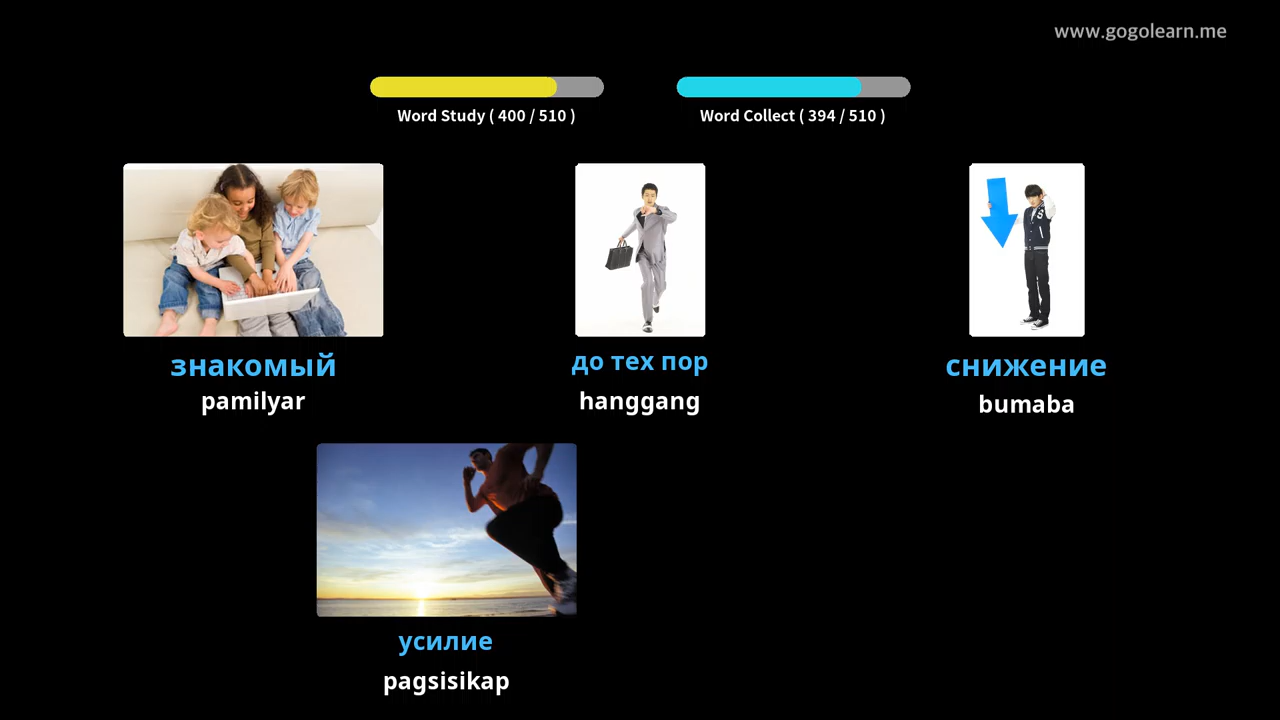 www.gogolearn.me
Word Study ( 400 / 510 )
Word Collect ( 394 / 510 )
знакомый
pamilyar
до тех пор
hanggang
снижение
bumaba
усилие
pagsisikap